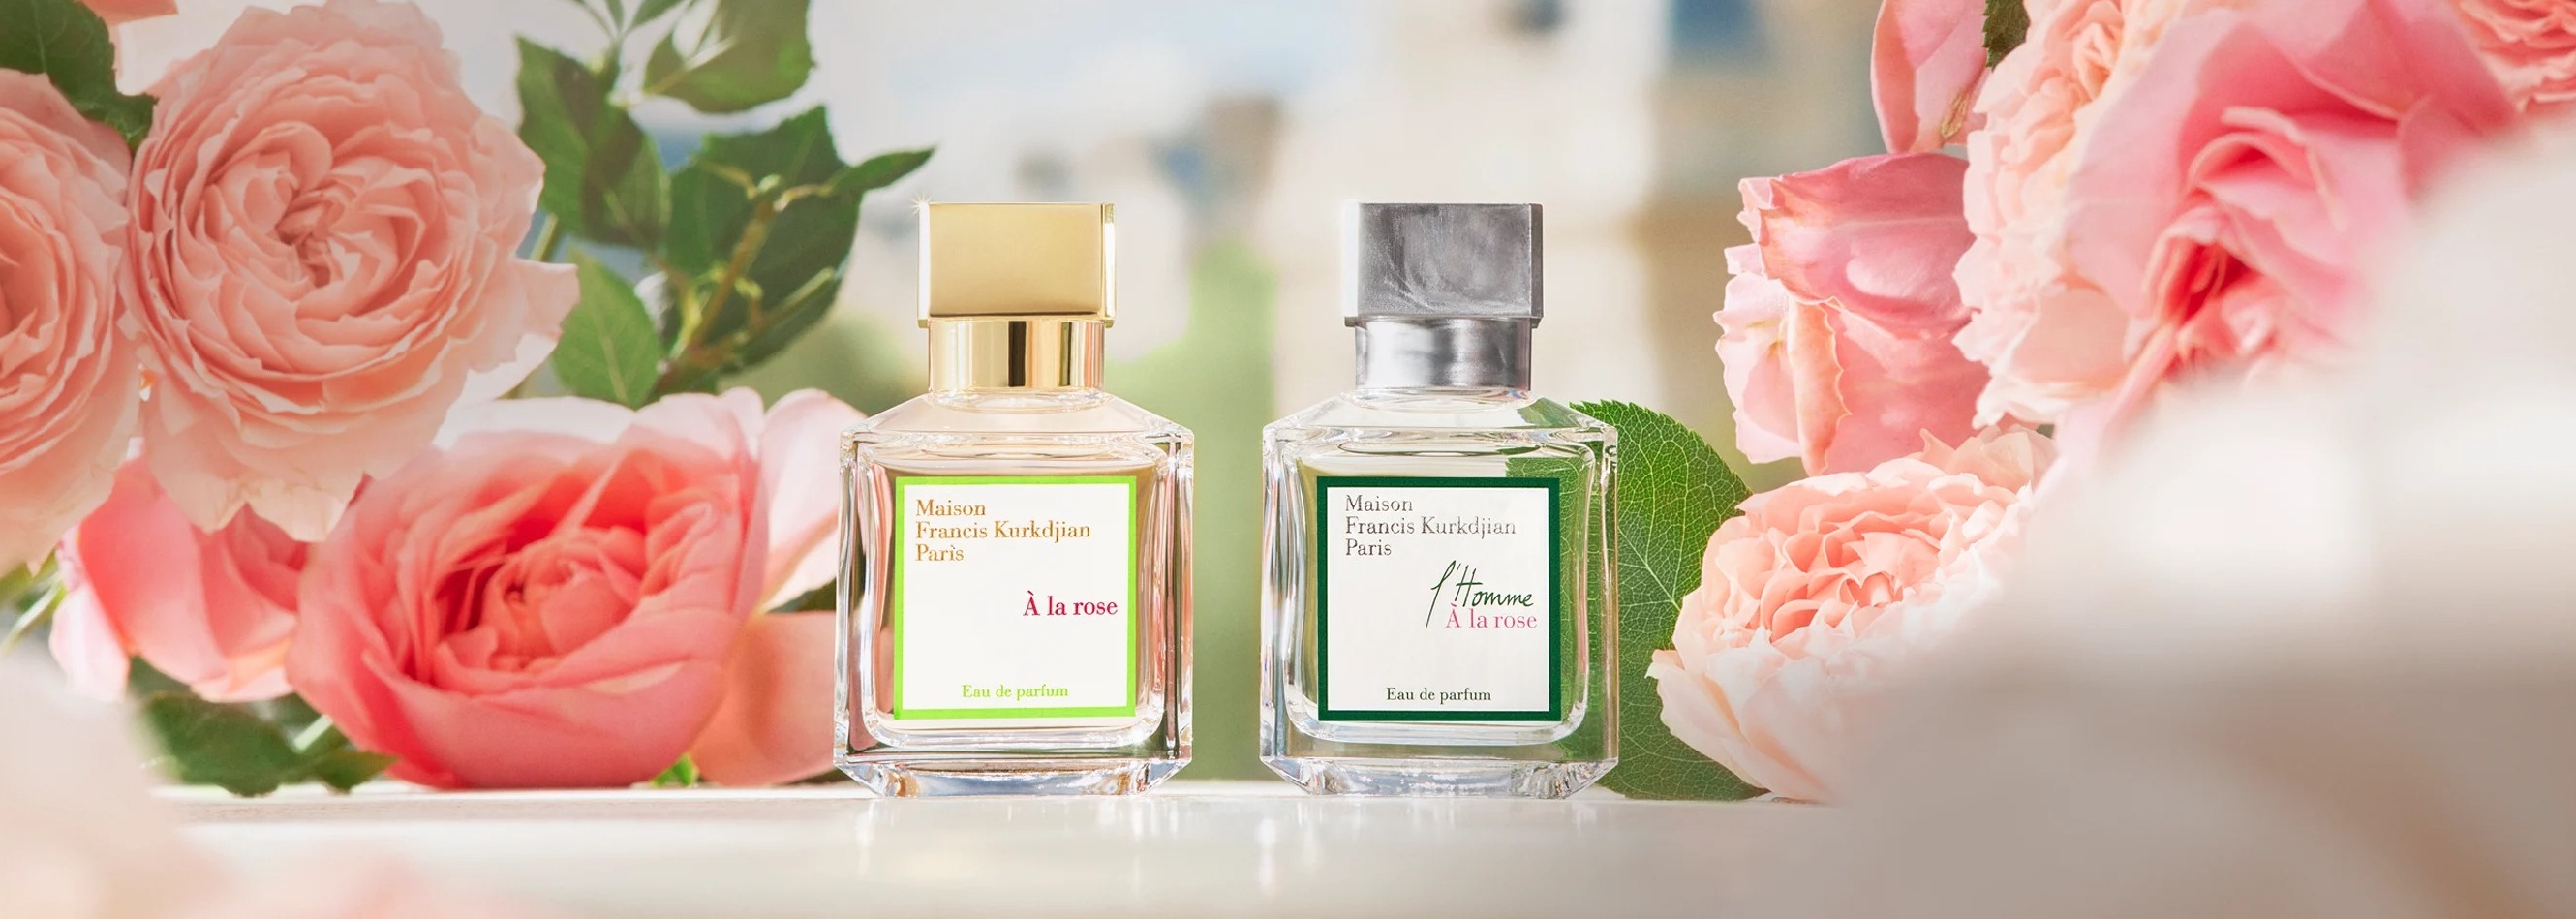 Maison
Francis Kurkdjian
Paris
À la rose
Eau de parfum
Maison
Francis Kurkdjian
Paris
l'Homme
À la rose
Eau de parfum